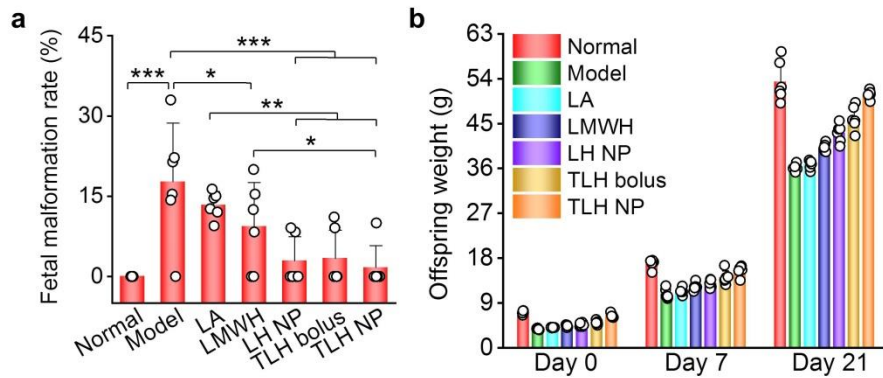 a
Fetal malformation rate (%)
45
30
15
0
***
***
*
**
*
Normal
Model
LA
LMWH
LH NP
TLH bolus
TLH NP
b
Offspring weight (g)
63
54
45
36
27
18
9
0
Normal
Model
LA
LMWH
LH NP
TLH bolus
TLH NP
Day 0
Day 7
Day 21